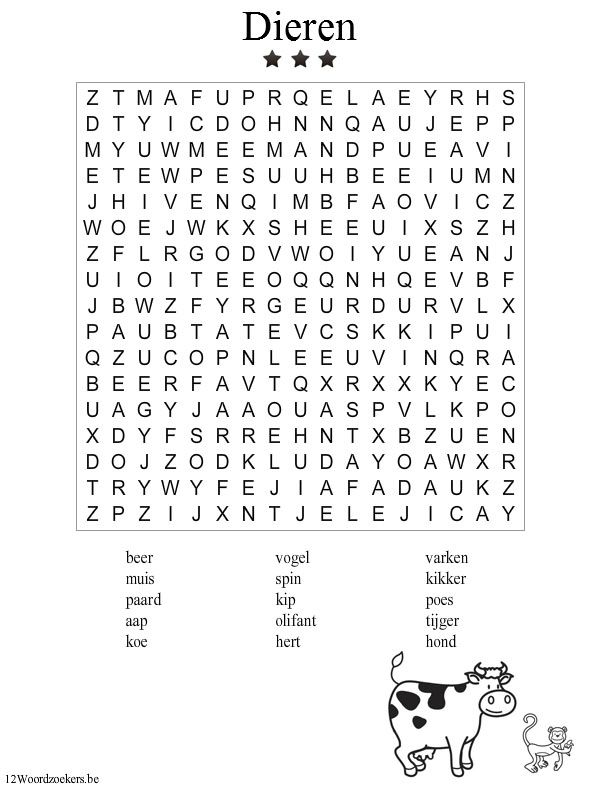 Dieren
Z T M A F U P R Q E L A E Y R H S
D T Y I C D O H N N Q A U J E P P
M Y U W M E E M A N D P U E A V I
E T E W P E S U U H B E E I U M N
J H I V E N Q I M B F A O V I C Z
W O E J W K X S H E E U I X S Z H
Z F L R G O D V W O I Y U E A N J
U I O I T E E O Q Q N H Q E V B F
J B W Z F Y R G E U R D U R V L X
P A U B T A T E V C S K K I P U I
Q Z U C O P N L E E U V I N Q R A
B E E R F A V T Q X R X X K Y E C
U A G Y J A A O U A S P V L K P O
X D Y F S R R E H N T X B Z U E N
D O J Z O D K L U D A Y O A W X R
T R Y W Y F E J I A F A D A U K Z
Z P Z I J X N T J E L E J I C A Y
beer vogel varken
muis spin kikker
paard kip poes
aap olifant tijger
koe hert hond
12Woordzoekers.be